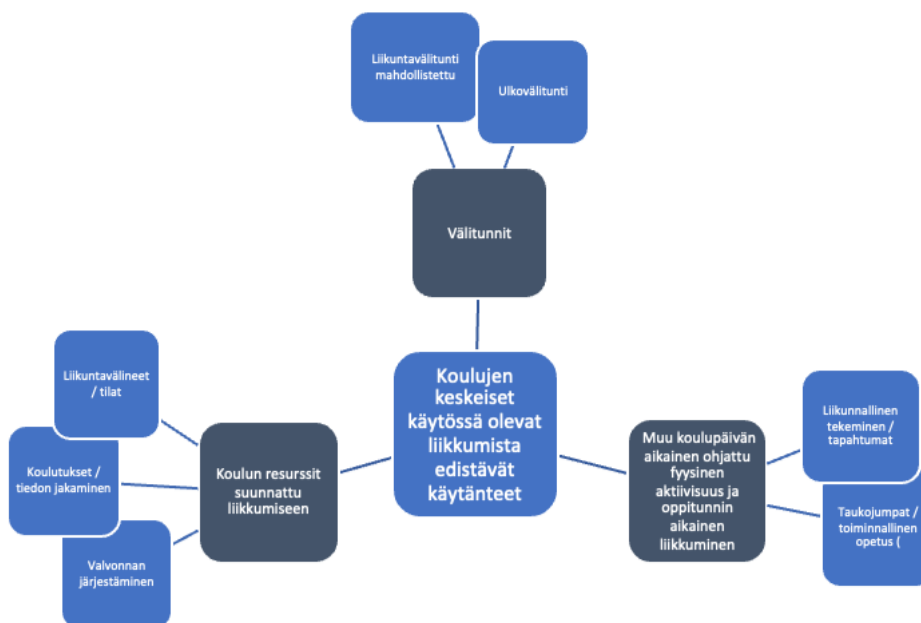 Liikuntavälitunti
mahdollistettu
Ulkovälitunti
Välitunnit
Koulujen
keskeiset
käytössä olevat
liikkumista
edistävät
käytänteet
Liikuntavälineet
/ tilat
Koulutukset /
tiedon jakaminen
Valvonnan
järjestäminen
Koulun resurssit
suunnattu
liikkumiseen
Muu koulupäivän
aikainen ohjattu
fyysinen
aktiivisuus ja
oppitunnin
aikainen
liikkuminen
Liikunnallinen
tekeminen /
tapahtumat
Taukojumpat /
toiminnallinen
opetus (